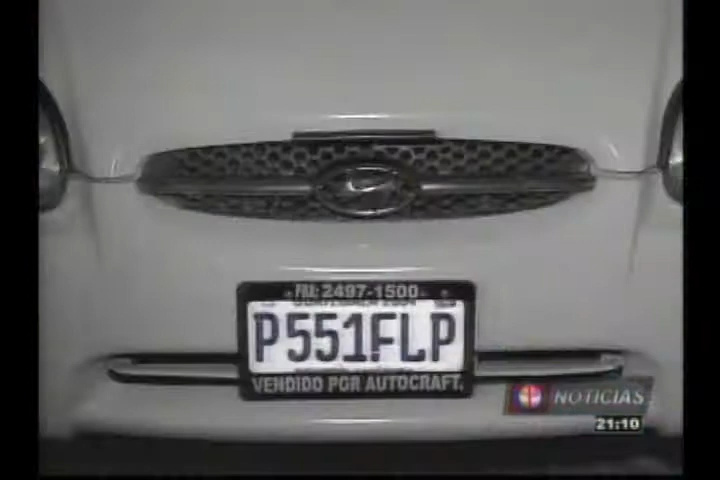 PBX: 2497-1500
P551FLP
VENDIDO POR AUTOCRAFT.
NOTICIAS
21:10